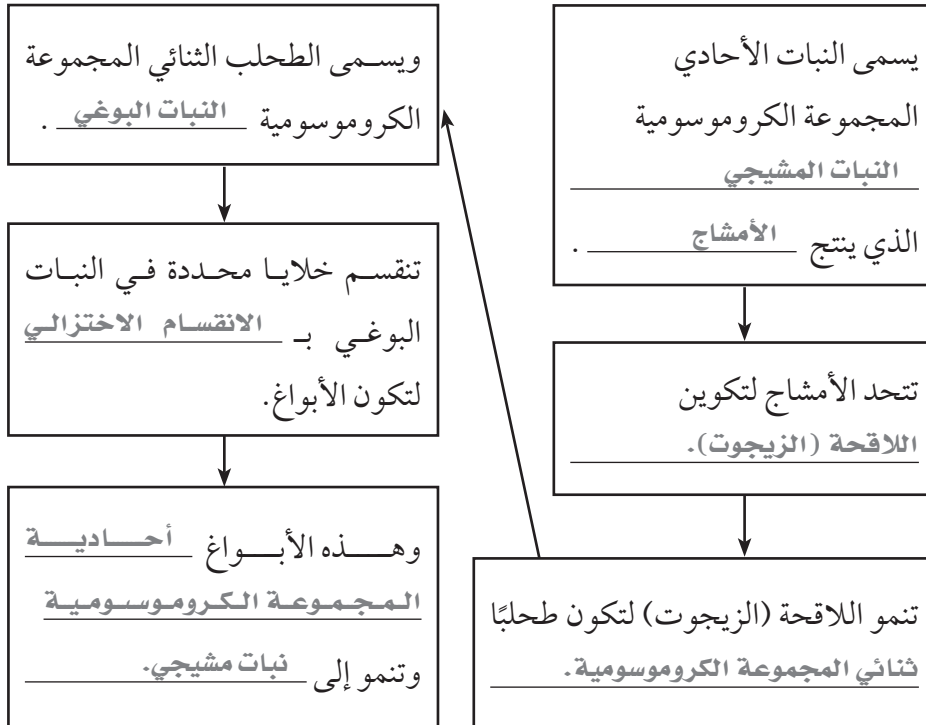 يسمى النبات الأحادي
المجموعة الكروموسومية
النبات المشيجي
الذي ينتج الأمشاج .
تتحد الأمشاج لتكوين
اللاقحة (الزيجوت).
تنمو اللاقحة (الزيجوت) لتكون طحلبًا
ثنائي المجموعة الكروموسومية.
ويسمى الطحلب الثنائي المجموعة
الكروموسومية النبات البوغي .
تنقسم خلايا محددة في النبات
البوغي بـ الانقسام الاختزالي
لتكون الأبواغ.
وهذه الأبواغ أحادية
المجموعة الكروموسومية
وتنمو إلى نبات مشيجي.